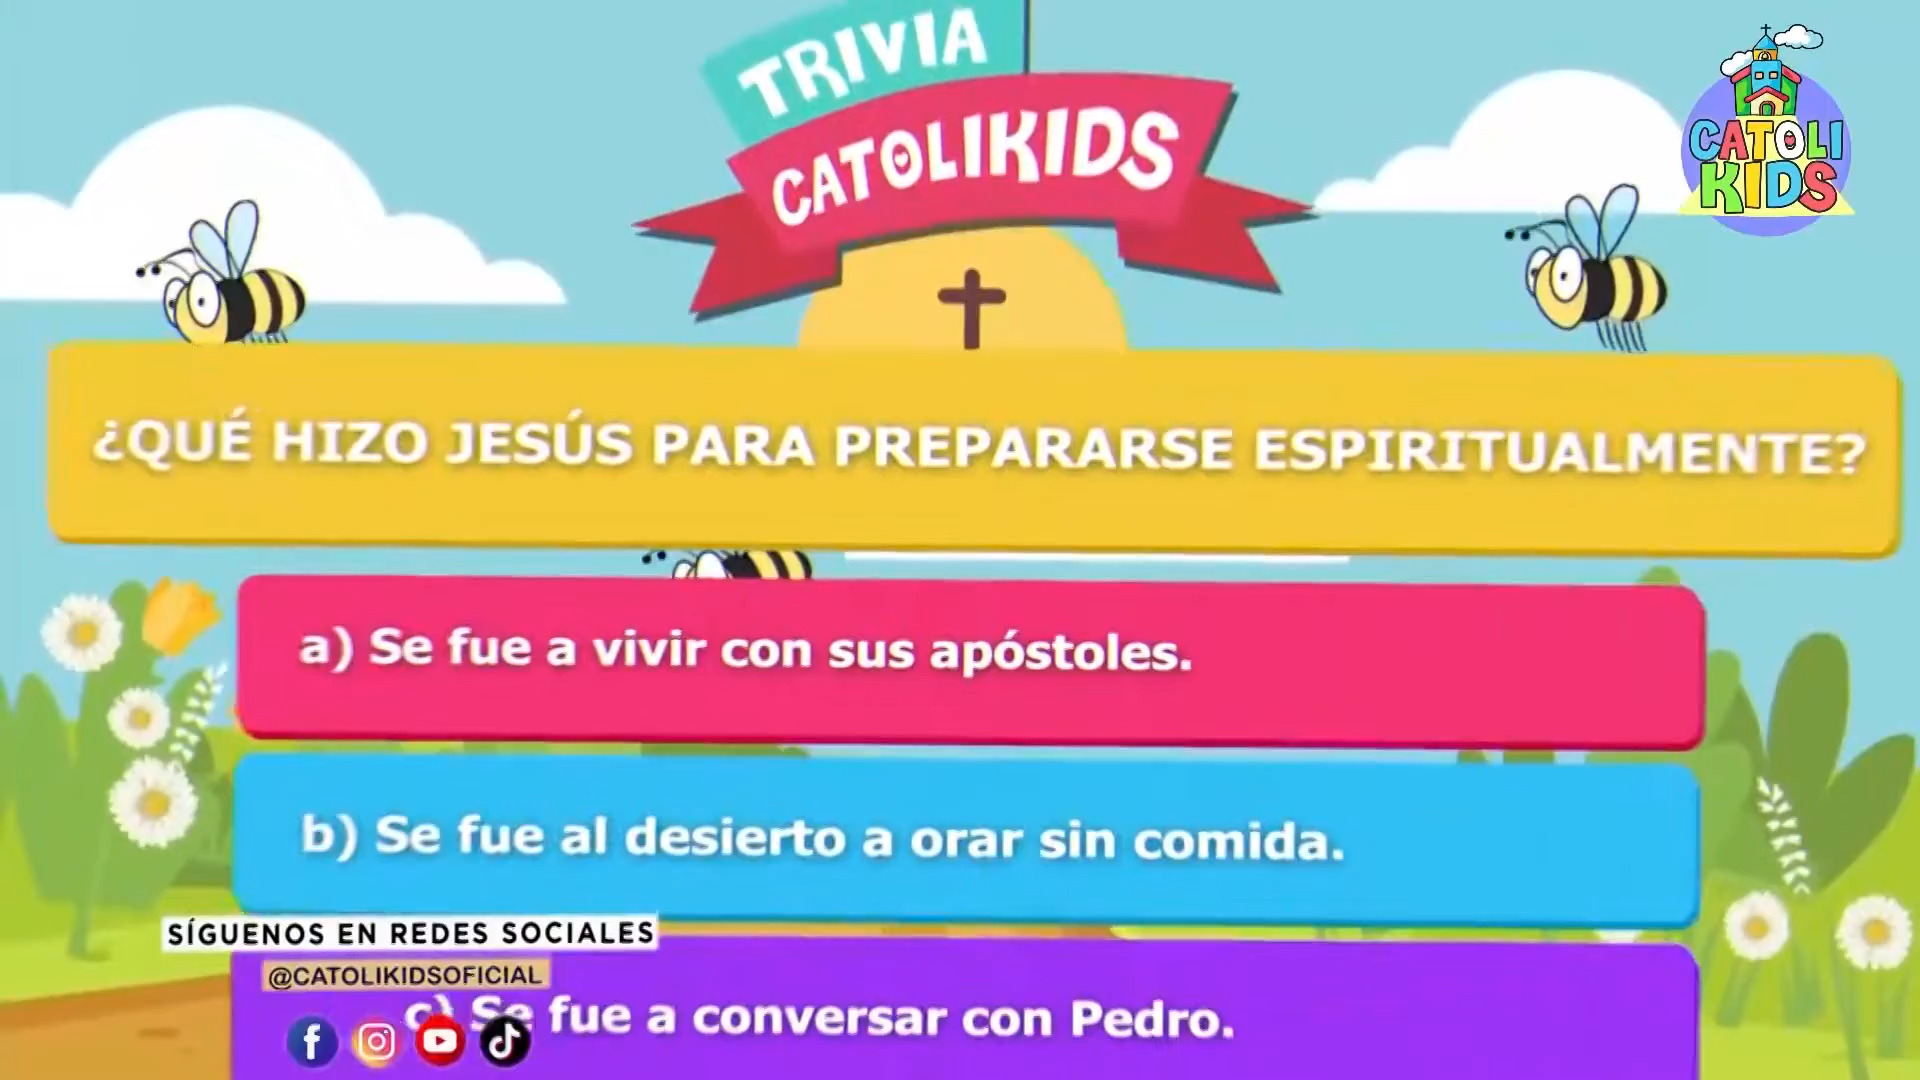 TRIVIA
CATOLIKIDS
CATOLI
KIDS
¿QUÉ HIZO JESÚS PARA PREPARARSE ESPIRITUALMENTE?
a) Se fue a vivir con sus apóstoles.
b) Se fue al desierto a orar sin comida.
SÍGUENOS EN REDES SOCIALES
@CATOLIKIDSOFICIAL
c) Se fue a conversar con Pedro.